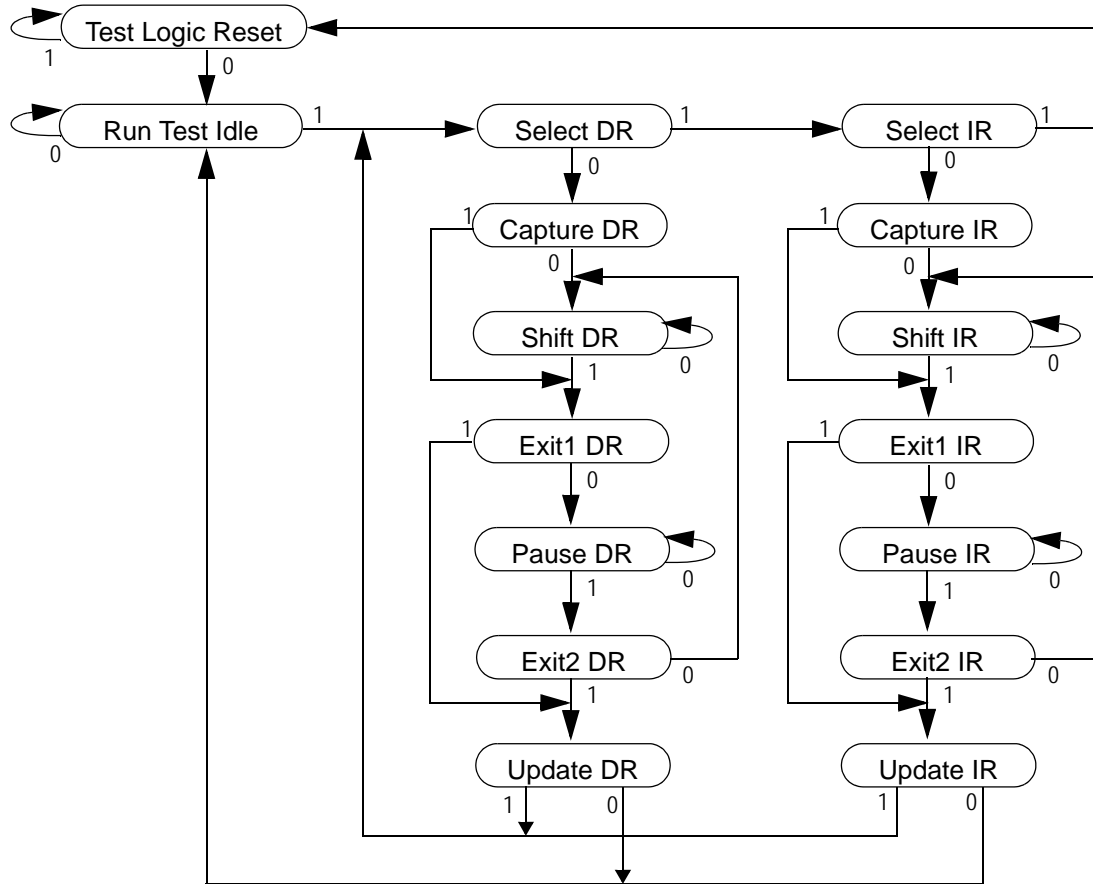 Test Logic Reset
1
0
Run Test Idle
1
Select DR
1
Select IR
1
0
0
0
1
Capture DR
1
Capture IR
0
0
Shift DR
Shift IR
0
0
1
1
1
Exit1 DR
1
Exit1 IR
0
0
Pause DR
Pause IR
0
0
1
1
Exit2 DR
Exit2 IR
0
0
1
1
Update DR
Update IR
1
0
1
0